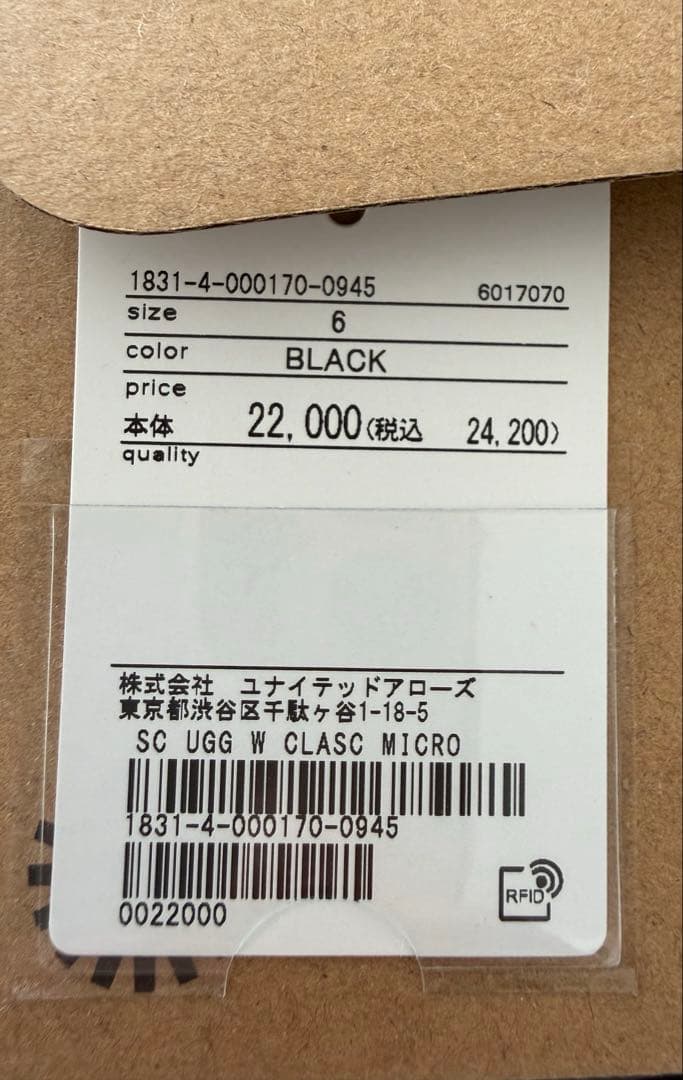 1831-4-000170-0945 6017070
size 6
color BLACK
price
本体 22,000(税込 24,200)
quality
株式会社 ユナイテッドアローズ
東京都渋谷区千駄ヶ谷1-18-5
SC UGG W CLASC MICRO
1831-4-000170-0945
0022000
RFID